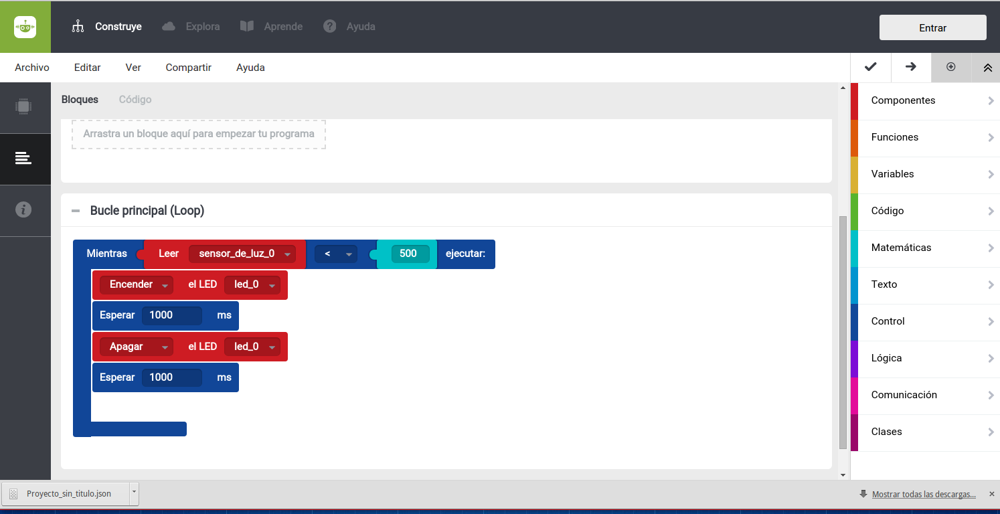 Construye Explora Aprende Ayuda Entrar
Archivo Editar Ver Compartir Ayuda
Bloques Código
Arrastra un bloque aquí para empezar tu programa
Bucle principal (Loop)
Mientras Leer sensor_de_luz_0 < 500 ejecutar:
Encender el LED led_0
Esperar 1000 ms
Apagar el LED led_0
Esperar 1000 ms
Componentes
Funciones
Variables
Código
Matemáticas
Texto
Control
Lógica
Comunicación
Clases
Proyecto_sin_titulo.json
Mostrar todas las descargas...